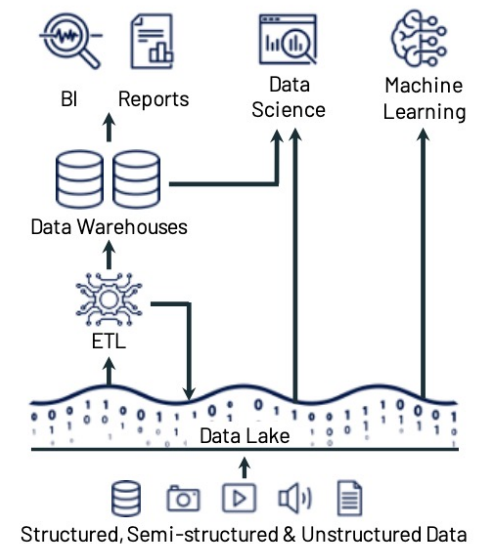 BI
Reports
Data
Science
Machine
Learning
Data Warehouses
ETL
Data Lake
Structured, Semi-structured & Unstructured Data